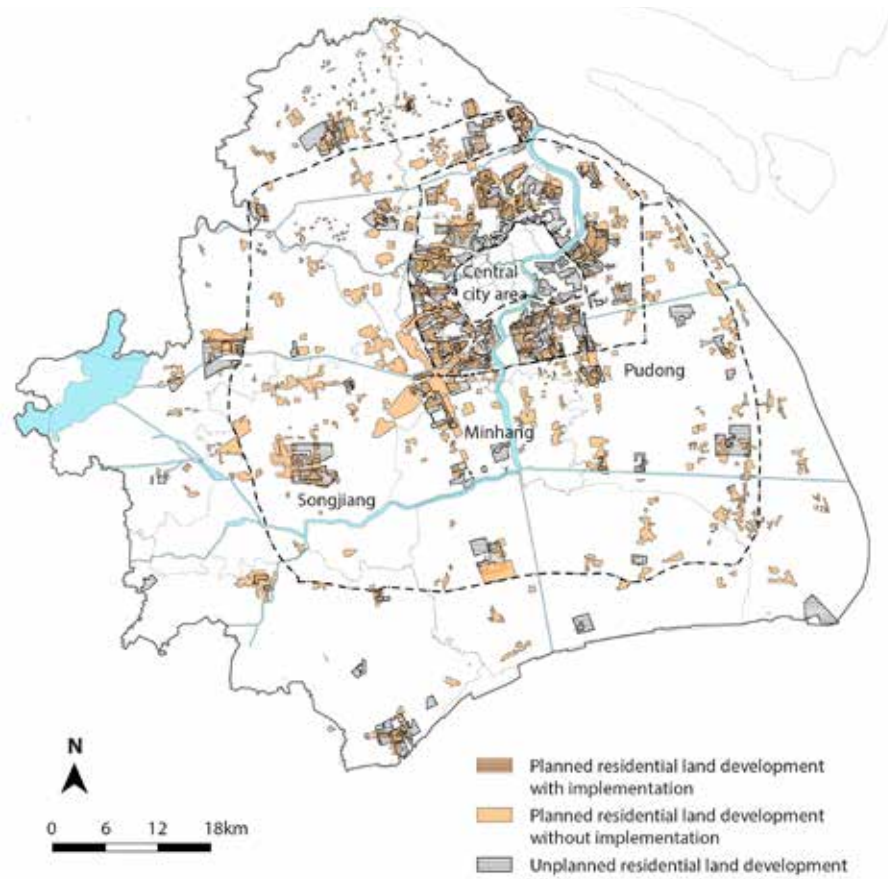 Central
city area
Pudong
Minhang
Songjiang
N
0 6 12 18km
Planned residential land development
with implementation
Planned residential land development
without implementation
Unplanned residential land development